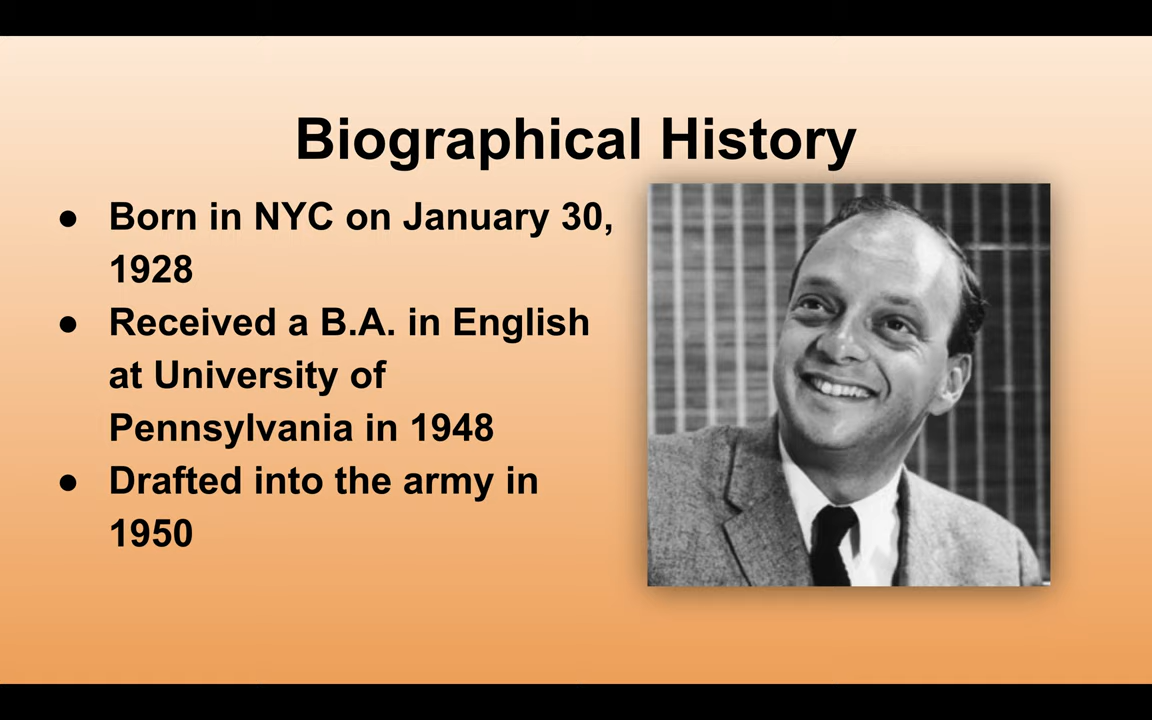 Biographical History
● Born in NYC on January 30,
1928
● Received a B.A. in English
at University of
Pennsylvania in 1948
● Drafted into the army in
1950